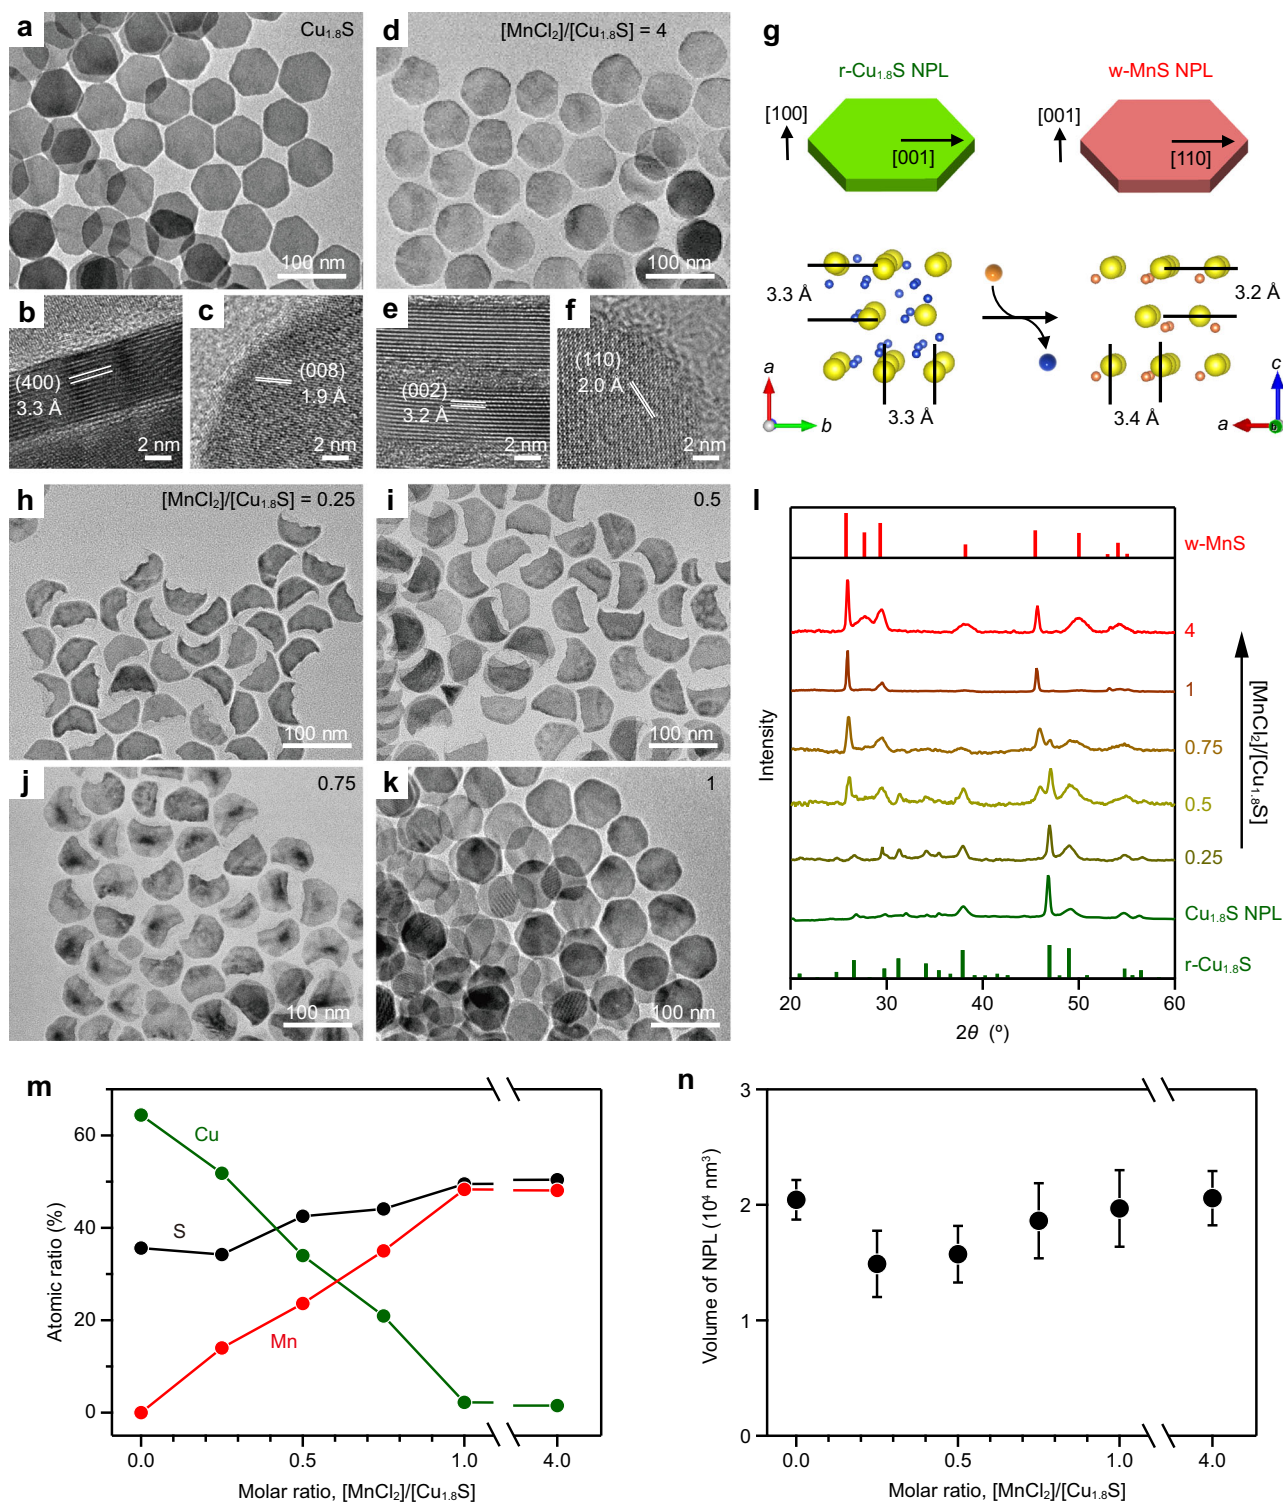 a
Cu1.8S
100 nm
d
[MnCl2]/[Cu1.8S] = 4
100 nm
b
(400)
3.3 Å
2 nm
c
(008)
1.9 Å
2 nm
e
(002)
3.2 Å
2 nm
f
(110)
2.0 Å
2 nm
g
r-Cu1.8S NPL
w-MnS NPL
[100]
[001]
[001]
[110]
3.3 Å
3.2 Å
3.3 Å
3.4 Å
a
b
c
a
b
h
[MnCl2]/[Cu1.8S] = 0.25
100 nm
i
0.5
100 nm
j
0.75
100 nm
k
1
100 nm
l
w-MnS
4
1
0.75
0.5
0.25
Cu1.8S NPL
r-Cu1.8S
[MnCl2]/[Cu1.8S]
Intensity
20 30 40 50 60
2θ (°)
m
Cu
S
Mn
60
40
20
0
Atomic ratio (%)
0.0 0.5 1.0 4.0
Molar ratio, [MnCl2]/[Cu1.8S]
n
3
2
1
0
Volume of NPL (10⁴ nm³)
0.0 0.5 1.0 4.0
Molar ratio, [MnCl2]/[Cu1.8S]